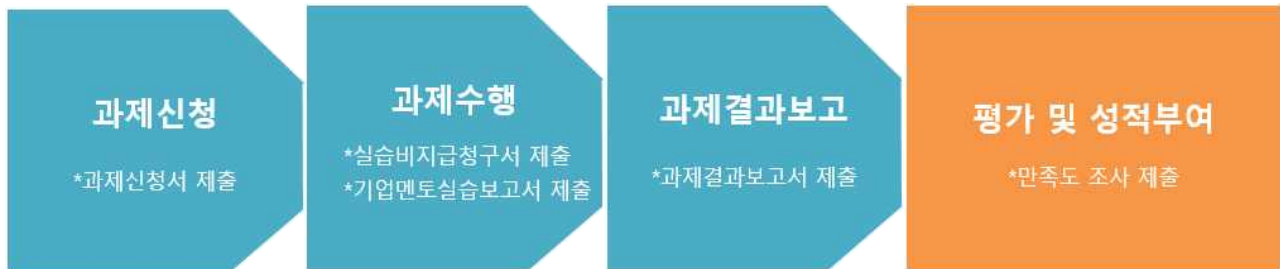 과제신청
*과제신청서 제출
과제수행
*실습비지급청구서 제출
*기업멘토실습보고서 제출
과제결과보고
*과제결과보고서 제출
평가 및 성적부여
*만족도 조사 제출